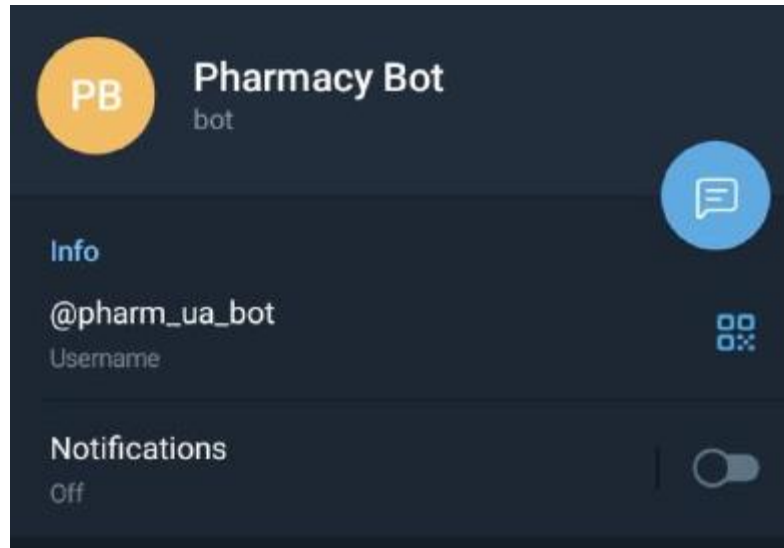 PB
Pharmacy Bot
bot
Info
@pharm_ua_bot
Username
Notifications
Off